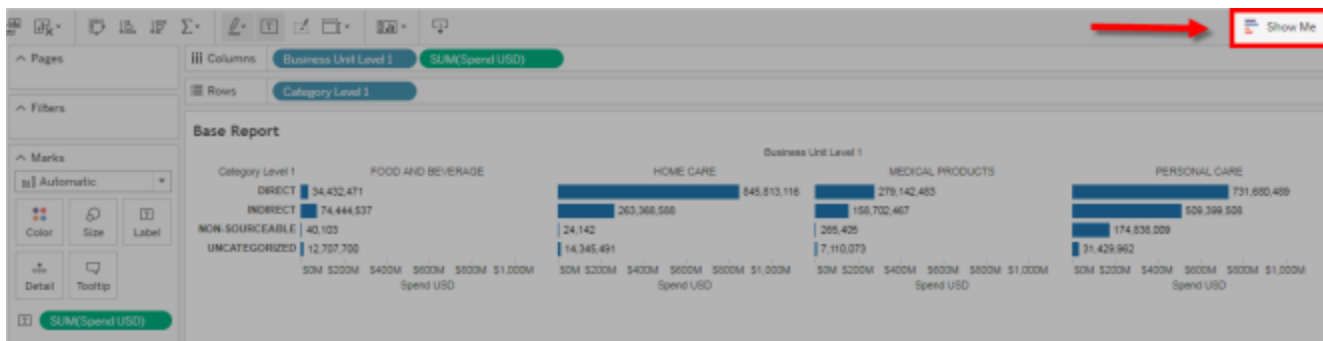 Show Me
Pages
Columns Business Unit Level 1 SUM(Spend USD)
Rows Category Level 1
Filters
Base Report
Marks
Automatic
Color Size Label
Detail Tooltip
SUM(Spend USD)
Business Unit Level 1
Category Level 1 FOOD AND BEVERAGE HOME CARE MEDICAL PRODUCTS PERSONAL CARE
DIRECT 34,432,471 845,813,116 279,142,483 731,680,489
INDIRECT 74,444,537 263,368,588 158,702,467 509,399,508
NON-SOURCEABLE 40,103 24,142 265,405 174,838,009
UNCATEGORIZED 12,707,700 14,345,491 7,110,073 31,429,962
$0M $200M $400M $600M $800M $1,000M $0M $200M $400M $600M $800M $1,000M $0M $200M $400M $600M $800M $1,000M $0M $200M $400M $600M $800M $1,000M
Spend USD Spend USD Spend USD Spend USD